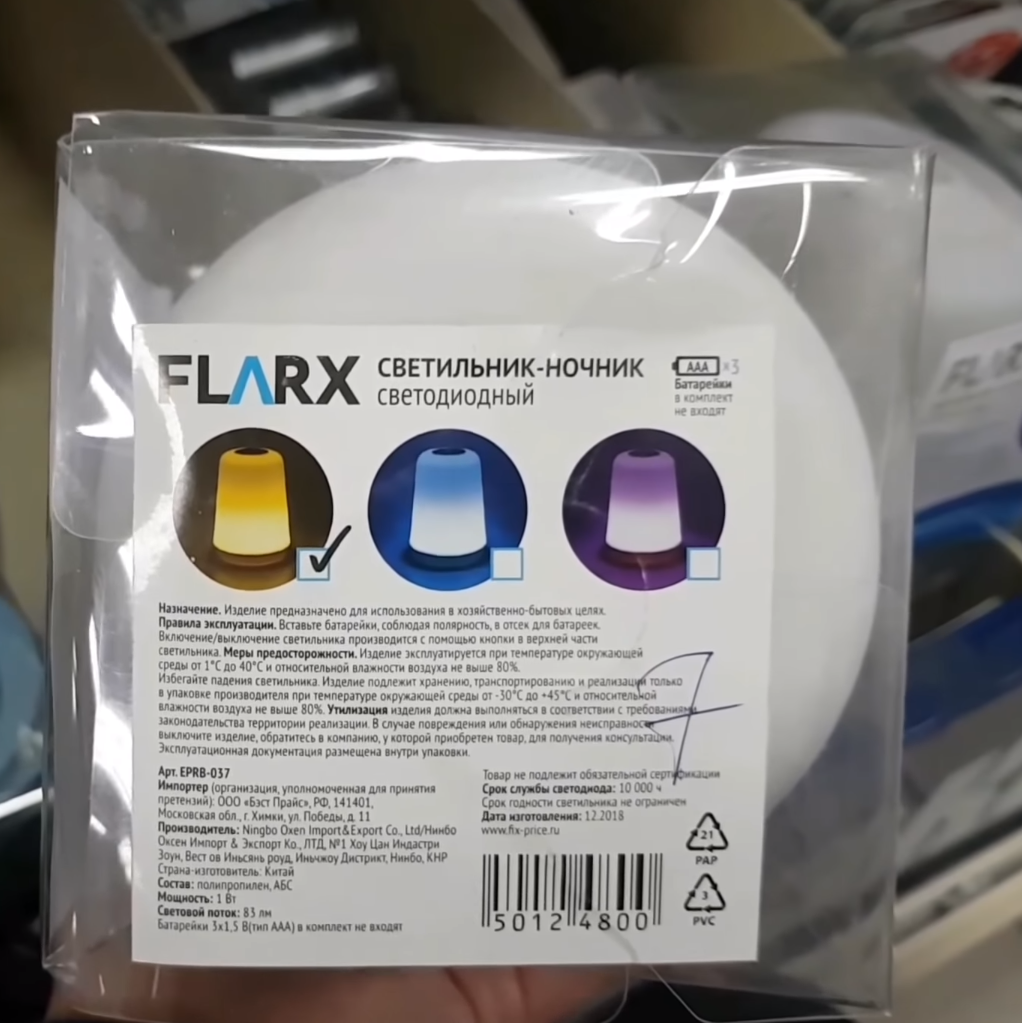 FLARX
СВЕТИЛЬНИК-НОЧНИК
светодиодный
AAA x3
Батарейки
в комплект
не входят
Назначение. Изделие предназначено для использования в хозяйственно-бытовых целях.
Правила эксплуатации. Вставьте батарейки, соблюдая полярность, в отсек для батареек.
Включение/выключение светильника производится с помощью кнопки в верхней части
светильника. Меры предосторожности. Изделие эксплуатируется при температуре окружающей
среды от 1°С до 40°С и относительной влажности воздуха не выше 80%.
Избегайте падения светильника. Изделие подлежит хранению, транспортированию и реализации только
в упаковке производителя при температуре окружающей среды от -30°С до +45°С и относительной
влажности воздуха не выше 80%. Утилизация изделия должна выполняться в соответствии с требованиями
законодательства территории реализации. В случае повреждения или обнаружения неисправности
выключите изделие, обратитесь в компанию, у которой приобретен товар, для получения консультации.
Эксплуатационная документация размещена внутри упаковки.
Арт. EPRB-037
Импортер (организация, уполномоченная для принятия
претензий): ООО «Бэст Прайс», РФ, 141401,
Московская обл., г. Химки, ул. Победы, д. 11
Производитель: Ningbo Oxen Import&Export Co., Ltd/Нинбо
Оксен Импорт & Экспорт Ко., ЛТД, №1 Хоу Цан Индастри
Зоун, Вест ов Иньсянь роуд, Иньчжоу Дистрикт, Нинбо, КНР
Страна-изготовитель: Китай
Состав: полипропилен, АБС
Мощность: 1 Вт
Световой поток: 83 лм
Батарейки 3х1,5 В(тип ААА) в комплект не входят
Товар не подлежит обязательной сертификации
Срок службы светодиода: 10 000 ч
Срок годности светильника не ограничен
Дата изготовления: 12.2018
www.fix-price.ru
50124800
21
PAP
3
PVC
FLARX